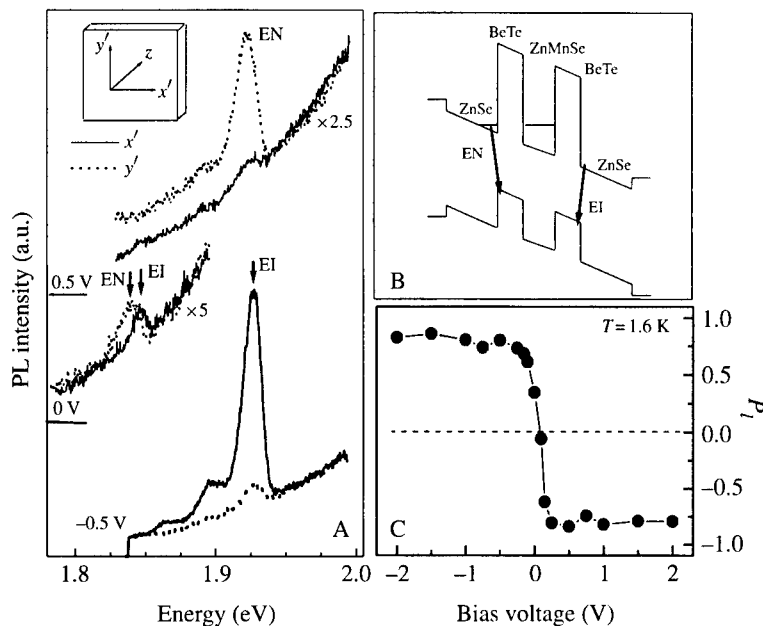 y′
z
x′
x′
y′
EN
×2.5
0.5 V
EN
EI
×5
EI
0 V
−0.5 V
A
PL intensity (a.u.)
1.8
1.9
2.0
Energy (eV)
BeTe
ZnMnSe
BeTe
ZnSe
EN
ZnSe
EI
B
T = 1.6 K
1.0
0.5
0.0
−0.5
−1.0
P_l
C
−2
−1
0
1
2
Bias voltage (V)